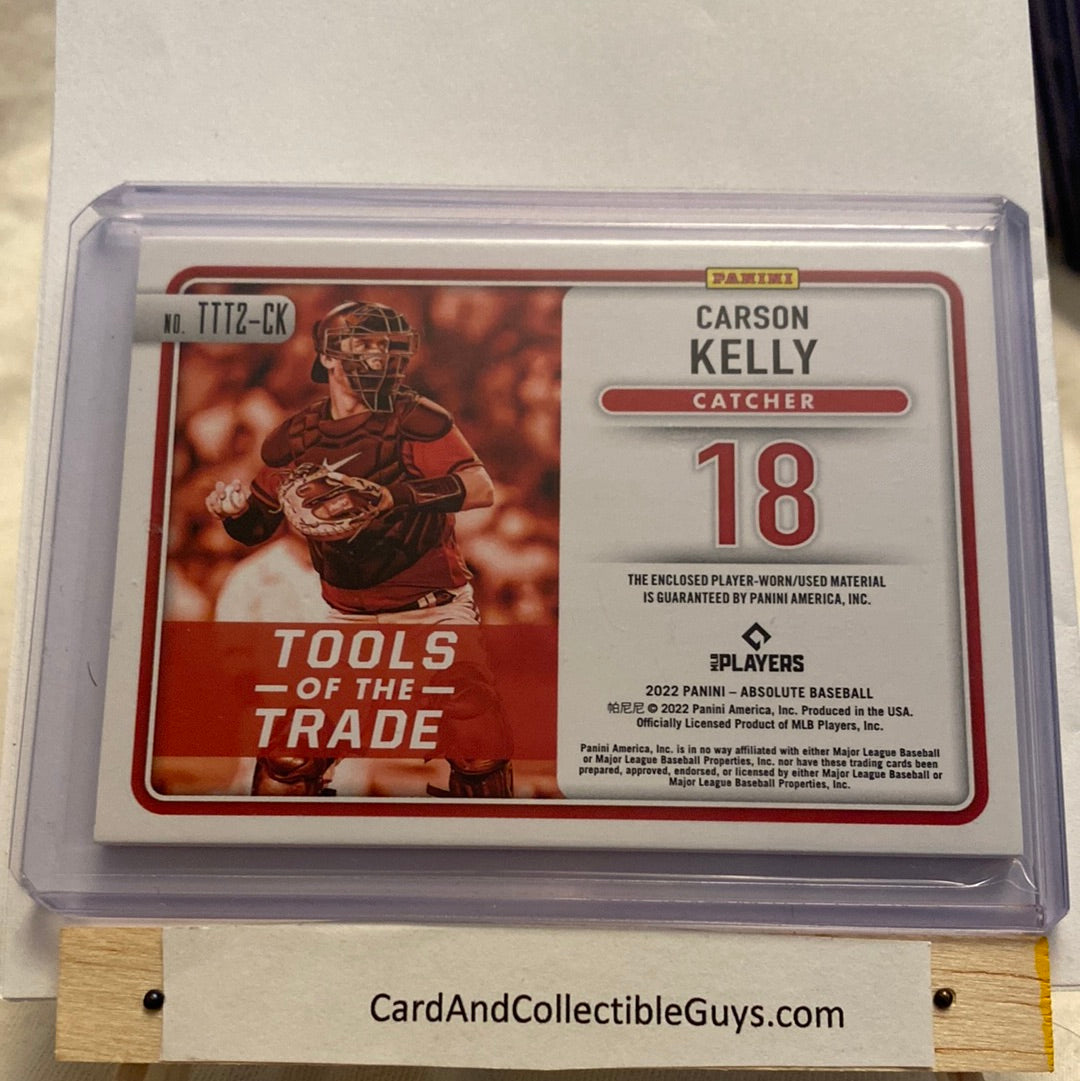 NO. TTT2-CK
TOOLS
OF THE
TRADE
PANINI
CARSON
KELLY
CATCHER
18
THE ENCLOSED PLAYER-WORN/USED MATERIAL
IS GUARANTEED BY PANINI AMERICA, INC.
MLB PLAYERS
2022 PANINI – ABSOLUTE BASEBALL
帕尼尼 © 2022 Panini America, Inc. Produced in the USA.
Officially Licensed Product of MLB Players, Inc.
Panini America, Inc. is in no way affiliated with either Major League Baseball
or Major League Baseball Properties, Inc. nor have these trading cards been
prepared, approved, endorsed, or licensed by either Major League Baseball or
Major League Baseball Properties, Inc.
CardAndCollectibleGuys.com